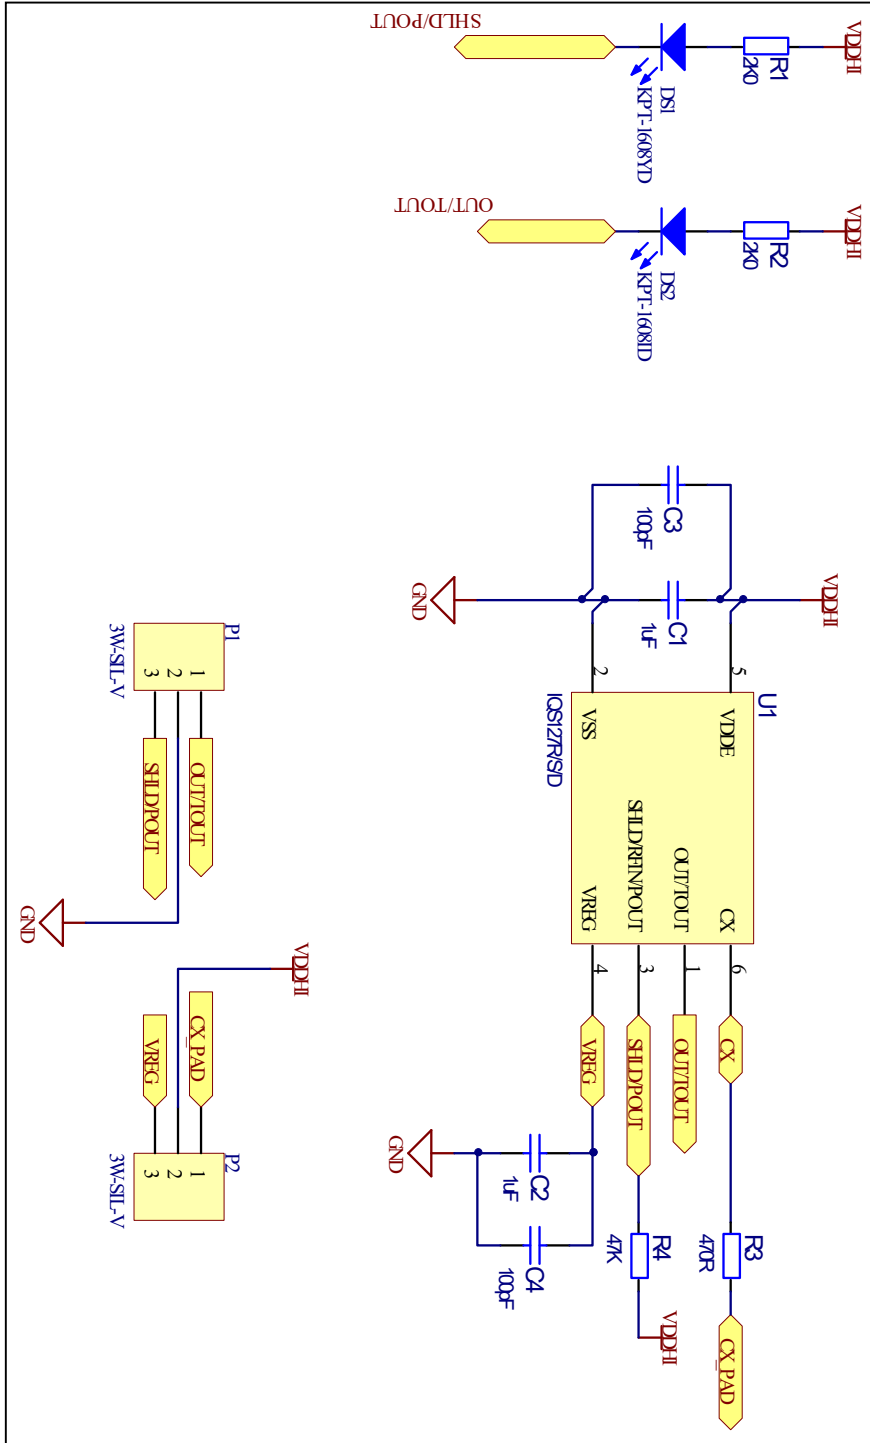 SHLD/POUT
DS1
KPT-1608YD
R1
2K0
VDDHI
OUT/TOUT
DS2
KPT-1608ID
R2
2K0
VDDHI
C3
100pF
C1
1uF
GND
VDDHI
U1
IQS127R/S/D
5
VDDE
2
VSS
CX
6
OUT/TOUT
1
SHLD/RFIN/POUT
3
VREG
4
CX
OUT/TOUT
SHLD/POUT
VREG
R3
470R
CX_PAD
R4
47K
VDDHI
C2
1uF
C4
100pF
GND
P1
3W-SIL-V
1
2
3
OUT/TOUT
SHLD/POUT
GND
VDDHI
CX_PAD
VREG
P2
3W-SIL-V
1
2
3